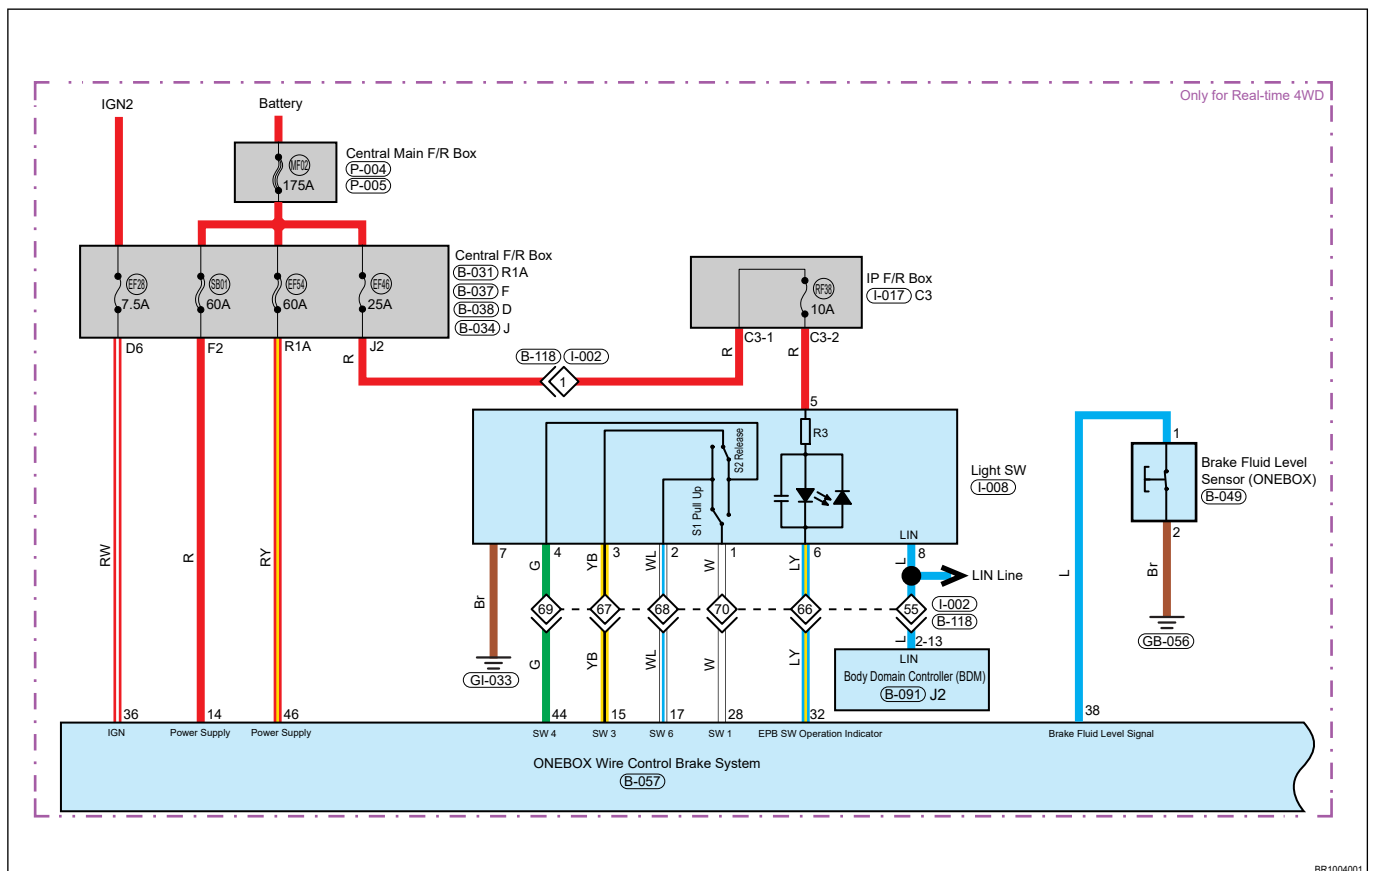 Only for Real-time 4WD
IGN2
Battery
MF02
175A
Central Main F/R Box
P-004
P-005
EF28
7.5A
SB01
60A
EF54
60A
EF46
25A
Central F/R Box
B-031 R1A
B-037 F
B-038 D
B-034 J
RF38
10A
IP F/R Box
I-017 C3
D6
F2
R1A
J2
R
B-118 I-002
1
R
C3-1
R
C3-2
5
R3
S2 Release
S1 Pull Up
Light SW
I-008
LIN
1
Brake Fluid Level
Sensor (ONEBOX)
B-049
2
7
4
3
2
1
6
8
RW
R
RY
Br
G
YB
WL
W
LY
L
LIN Line
L
Br
69
67
68
70
66
55
I-002
B-118
GI-033
GB-056
G
YB
WL
W
LY
L
2-13
LIN
Body Domain Controller (BDM)
B-091 J2
36
14
46
44
15
17
28
32
38
IGN
Power Supply
Power Supply
SW 4
SW 3
SW 6
SW 1
EPB SW Operation Indicator
Brake Fluid Level Signal
ONEBOX Wire Control Brake System
B-057
BR1004001